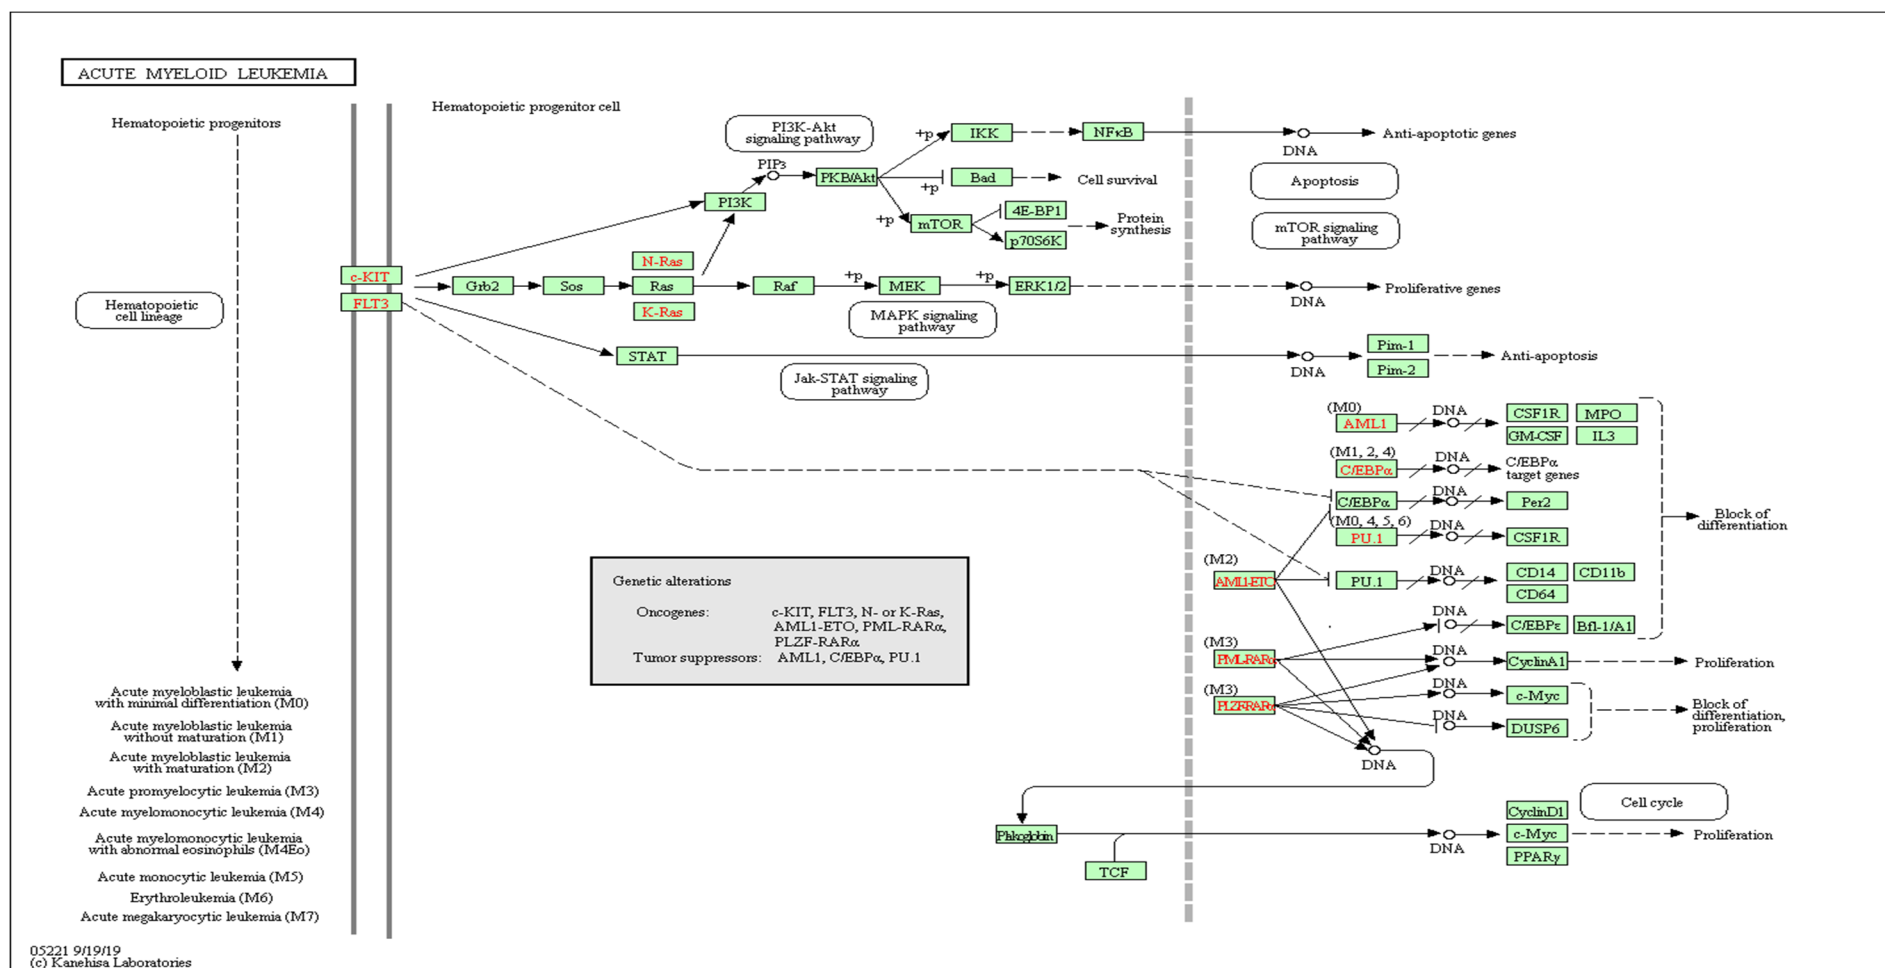 ACUTE MYELOID LEUKEMIA
Hematopoietic progenitors
Hematopoietic
cell lineage
Acute myeloblastic leukemia
with minimal differentiation (M0)
Acute myeloblastic leukemia
without maturation (M1)
Acute myeloblastic leukemia
with maturation (M2)
Acute promyelocytic leukemia (M3)
Acute myelomonocytic leukemia (M4)
Acute myelomonocytic leukemia
with abnormal eosinophils (M4Eo)
Acute monocytic leukemia (M5)
Erythroleukemia (M6)
Acute megakaryocytic leukemia (M7)
05221 9/19/19
(c) Kanehisa Laboratories
Hematopoietic progenitor cell
PI3K-Akt
signaling pathway
+p
IKK
NFκB
DNA
Anti-apoptotic genes
PIP3
PKB/Akt
+p
Bad
Cell survival
Apoptosis
PI3K
+p
mTOR
4E-BP1
p70S6K
Protein
synthesis
mTOR signaling
pathway
c-KIT
FLT3
Grb2
Sos
N-Ras
Ras
K-Ras
Raf
+p
MEK
+p
ERK1/2
DNA
Proliferative genes
MAPK signaling
pathway
STAT
DNA
Pim-1
Pim-2
Anti-apoptosis
Jak-STAT signaling
pathway
(M0)
AML1
DNA
CSF1R
MPO
GM-CSF
IL3
(M1, 2, 4)
C/EBPα
DNA
C/EBPα
target genes
C/EBPα
DNA
Per2
Block of
differentiation
(M0, 4, 5, 6)
PU.1
DNA
CSF1R
(M2)
AML1-ETO
PU.1
DNA
CD14
CD11b
CD64
DNA
C/EBPε
Bfl-1/A1
(M3)
PML-RARα
DNA
CyclinA1
Proliferation
(M3)
PLZF-RARα
DNA
c-Myc
DNA
DUSP6
Block of
differentiation,
proliferation
DNA
Genetic alterations
Oncogenes: c-KIT, FLT3, N- or K-Ras,
AML1-ETO, PML-RARα,
PLZF-RARα
Tumor suppressors: AML1, C/EBPα, PU.1
Plakoglobin
TCF
DNA
CyclinD1
c-Myc
PPARγ
Cell cycle
Proliferation